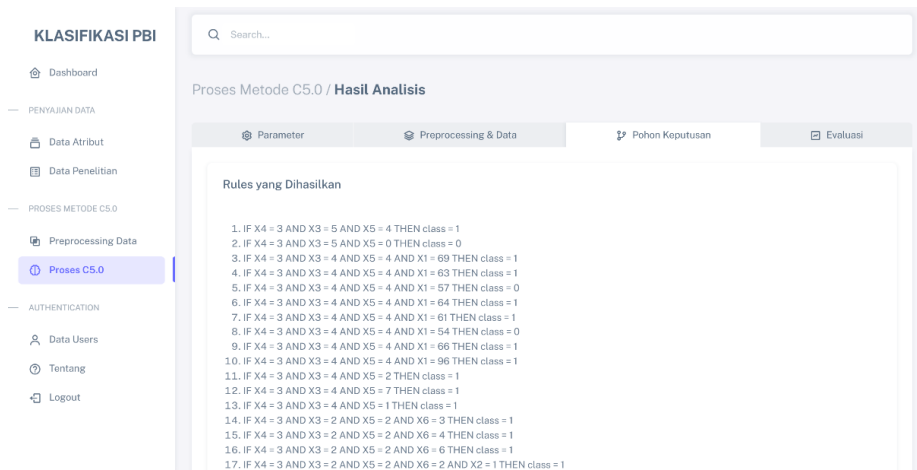 KLASIFIKASI PBI
Dashboard
PENYAJIAN DATA
Data Atribut
Data Penelitian
PROSES METODE C5.0
Preprocessing Data
Proses C5.0
AUTHENTICATION
Data Users
Tentang
Logout
Search...
Proses Metode C5.0 / Hasil Analisis
Parameter
Preprocessing & Data
Pohon Keputusan
Evaluasi
Rules yang Dihasilkan
1. IF X4 = 3 AND X3 = 5 AND X5 = 4 THEN class = 1
2. IF X4 = 3 AND X3 = 5 AND X5 = 0 THEN class = 0
3. IF X4 = 3 AND X3 = 4 AND X5 = 4 AND X1 = 69 THEN class = 1
4. IF X4 = 3 AND X3 = 4 AND X5 = 4 AND X1 = 63 THEN class = 1
5. IF X4 = 3 AND X3 = 4 AND X5 = 4 AND X1 = 57 THEN class = 0
6. IF X4 = 3 AND X3 = 4 AND X5 = 4 AND X1 = 64 THEN class = 1
7. IF X4 = 3 AND X3 = 4 AND X5 = 4 AND X1 = 61 THEN class = 1
8. IF X4 = 3 AND X3 = 4 AND X5 = 4 AND X1 = 54 THEN class = 0
9. IF X4 = 3 AND X3 = 4 AND X5 = 4 AND X1 = 66 THEN class = 1
10. IF X4 = 3 AND X3 = 4 AND X5 = 4 AND X1 = 96 THEN class = 1
11. IF X4 = 3 AND X3 = 4 AND X5 = 2 THEN class = 1
12. IF X4 = 3 AND X3 = 4 AND X5 = 7 THEN class = 1
13. IF X4 = 3 AND X3 = 4 AND X5 = 1 THEN class = 1
14. IF X4 = 3 AND X3 = 2 AND X5 = 2 AND X6 = 3 THEN class = 1
15. IF X4 = 3 AND X3 = 2 AND X5 = 2 AND X6 = 4 THEN class = 1
16. IF X4 = 3 AND X3 = 2 AND X5 = 2 AND X6 = 6 THEN class = 1
17. IF X4 = 3 AND X3 = 2 AND X5 = 2 AND X6 = 2 AND X2 = 1 THEN class = 1